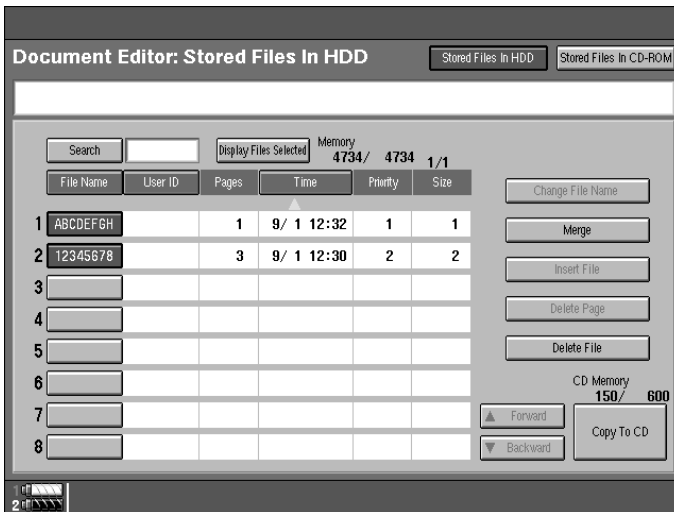 Document Editor: Stored Files In HDD Stored Files In HDD Stored Files In CD-ROM
Search Display Files Selected Memory 4734/ 4734 1/1
File Name User ID Pages Time Priority Size
Change File Name
1 ABCDEFGH 1 9/ 1 12:32 1 1
Merge
2 12345678 3 9/ 1 12:30 2 2
Insert File
3
Delete Page
4
5 Delete File
6
CD Memory
150/ 600
7 Forward
Copy To CD
8 Backward
1
2